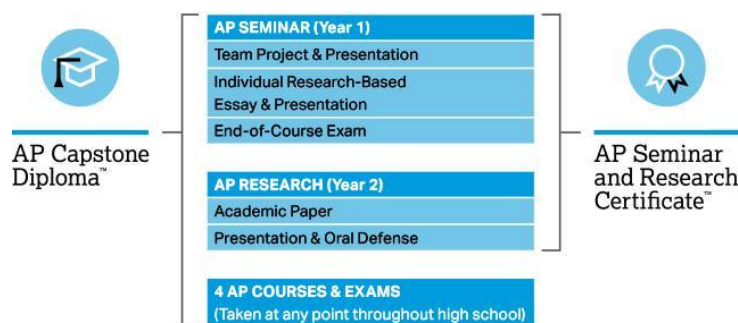 AP Capstone
Diploma™
AP SEMINAR (Year 1)
Team Project & Presentation
Individual Research-Based
Essay & Presentation
End-of-Course Exam
AP RESEARCH (Year 2)
Academic Paper
Presentation & Oral Defense
4 AP COURSES & EXAMS
(Taken at any point throughout high school)
AP Seminar
and Research
Certificate™